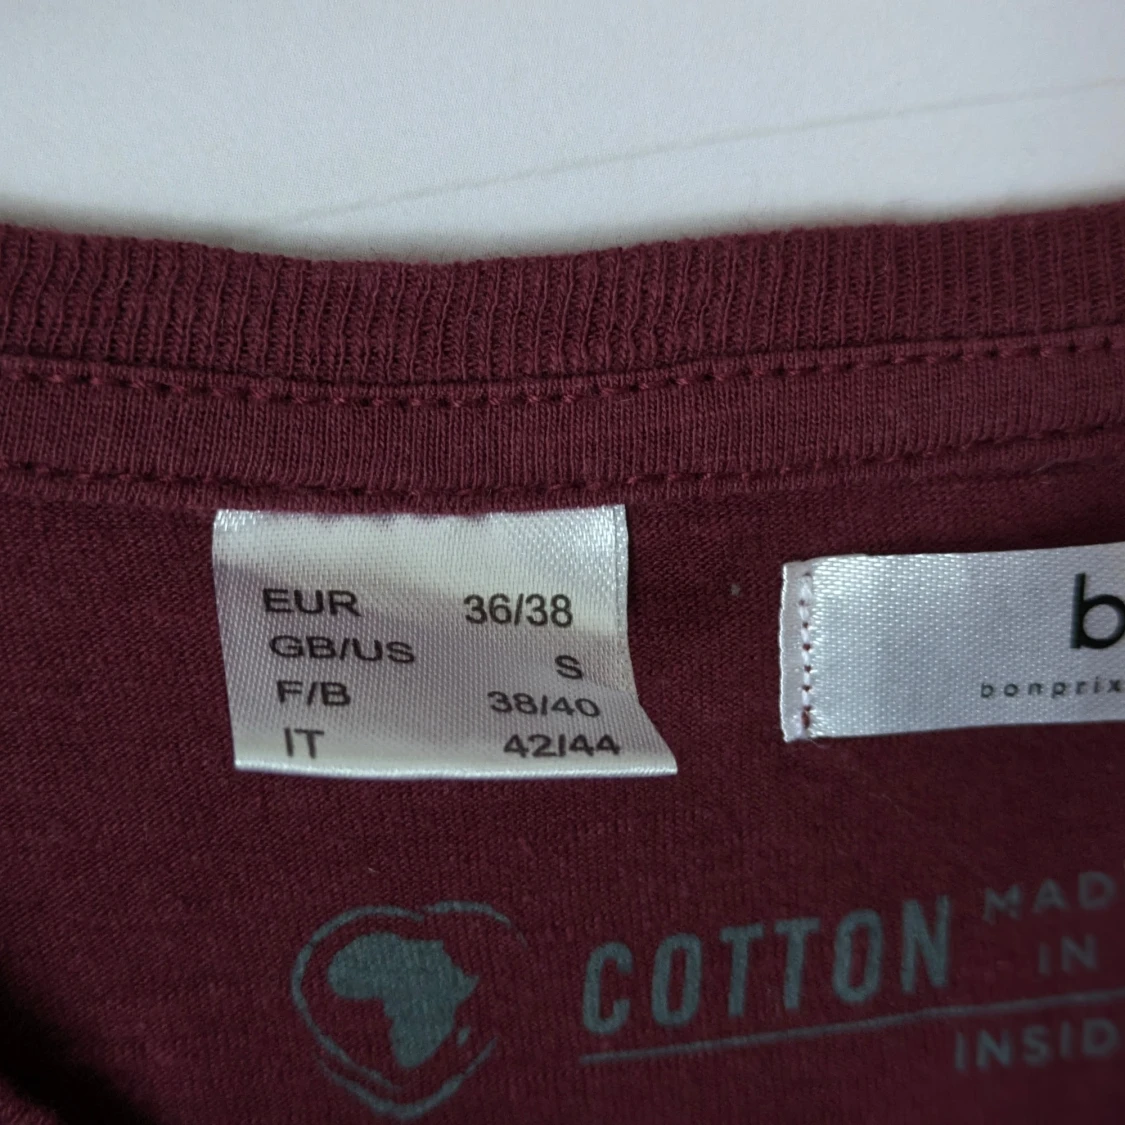 EUR 36/38
GB/US S
F/B 38/40
IT 42/44
b
bonprix
COTTON
MAD
IN
INSID